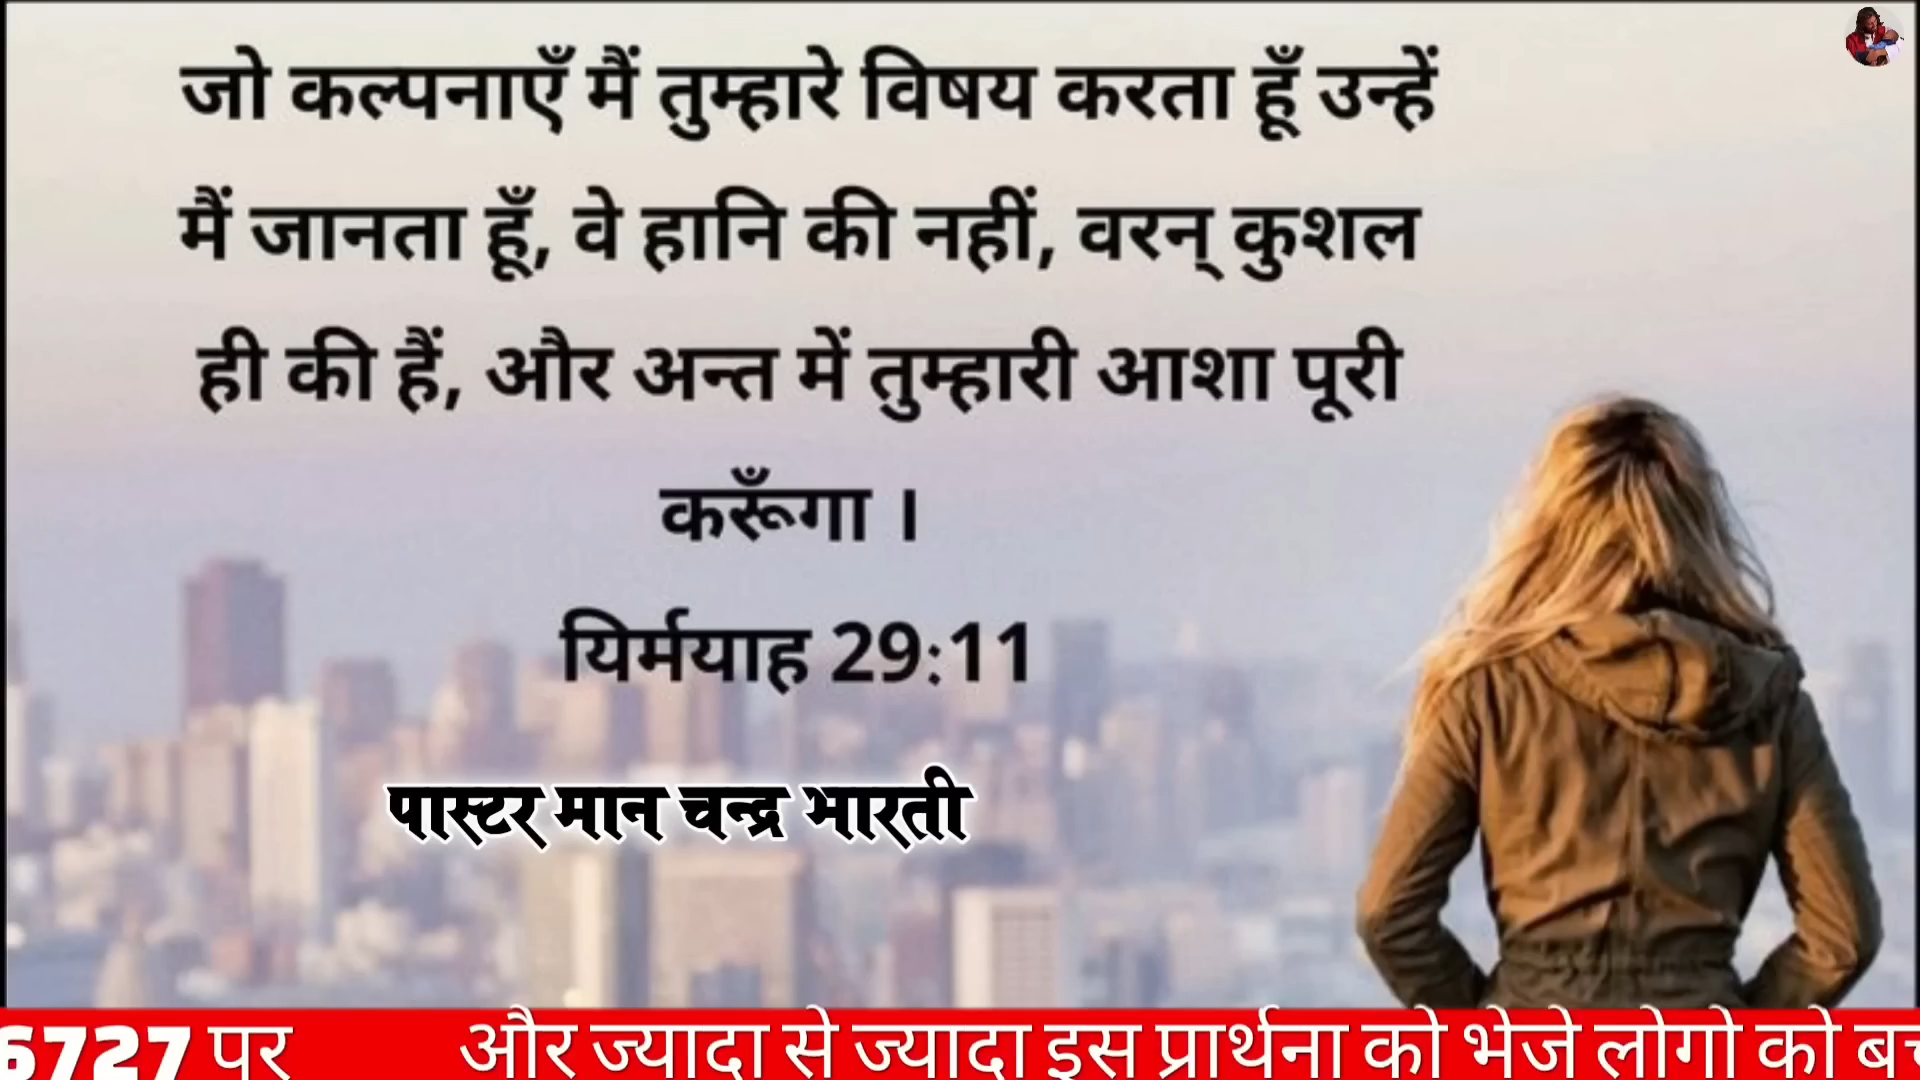 जो कल्पनाएँ मैं तुम्हारे विषय करता हूँ उन्हें
मैं जानता हूँ, वे हानि की नहीं, वरन् कुशल
ही की हैं, और अन्त में तुम्हारी आशा पूरी
करूँगा ।
यिर्मयाह 29:11
पास्टर मान चन्द्र भारती
6727 पर और ज्यादा से ज्यादा इस प्रार्थना को भेजे लोगो को